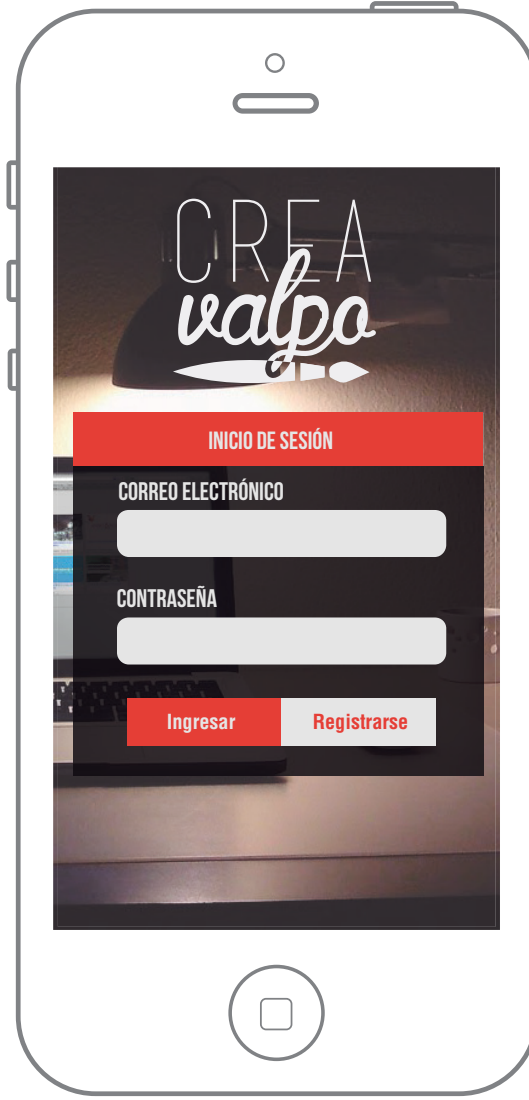 CREA
valpo
INICIO DE SESIÓN
CORREO ELECTRÓNICO
CONTRASEÑA
Ingresar Registrarse